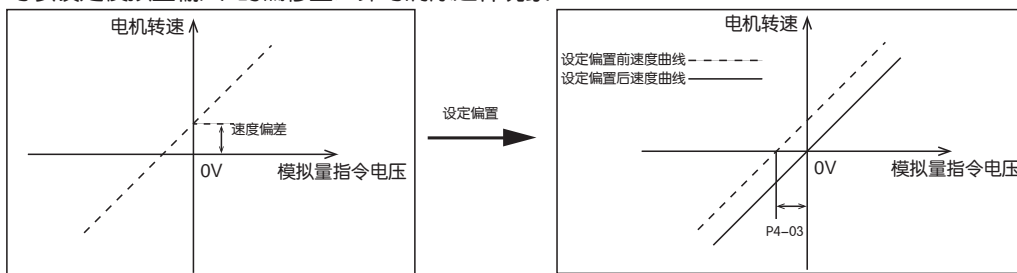 电机转速
速度偏差
0V
模拟量指令电压
设定偏置
电机转速
设定偏置前速度曲线
设定偏置后速度曲线
0V
模拟量指令电压
P4-03